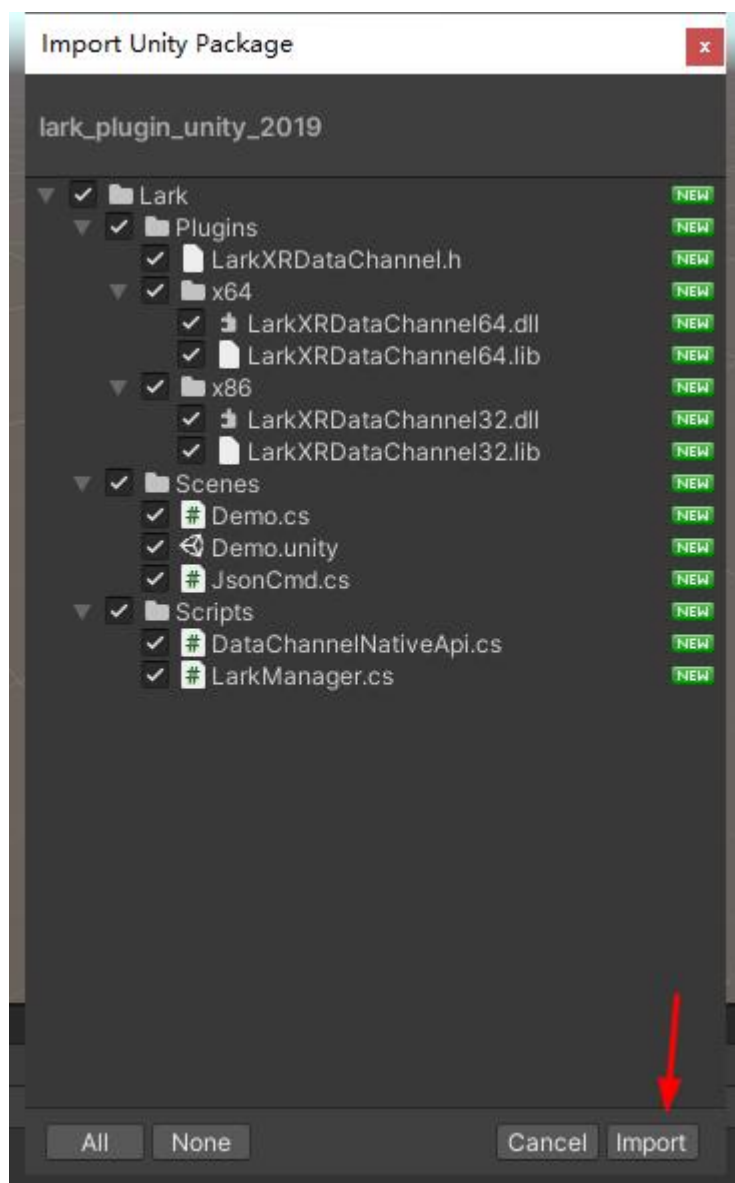 Import Unity Package
x
lark_plugin_unity_2019
Lark NEW
Plugins NEW
LarkXRDataChannel.h NEW
x64 NEW
LarkXRDataChannel64.dll NEW
LarkXRDataChannel64.lib NEW
x86 NEW
LarkXRDataChannel32.dll NEW
LarkXRDataChannel32.lib NEW
Scenes NEW
# Demo.cs NEW
Demo.unity NEW
# JsonCmd.cs NEW
Scripts NEW
# DataChannelNativeApi.cs NEW
# LarkManager.cs NEW
All None Cancel Import